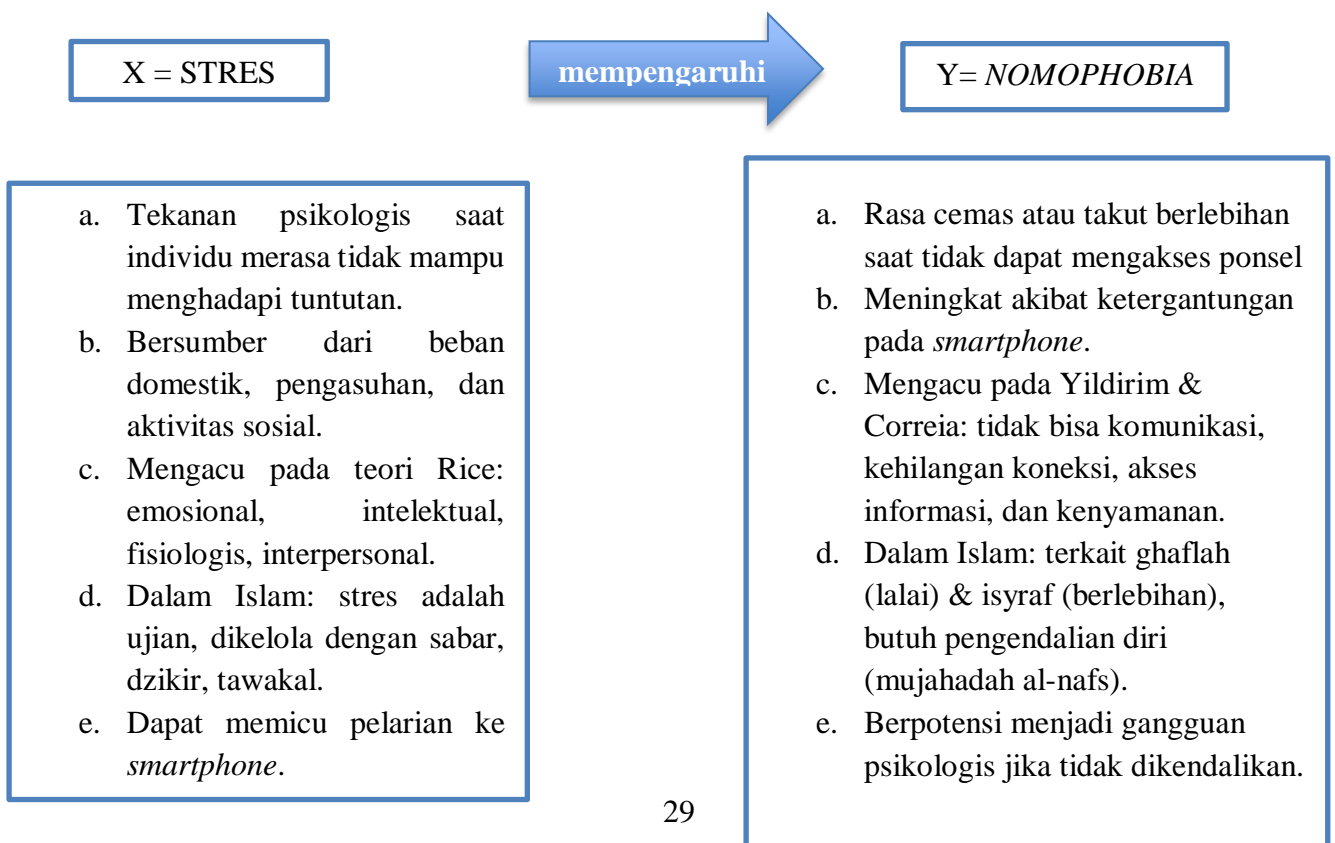 X = STRES
mempengaruhi
Y= NOMOPHOBIA
a. Tekanan psikologis saat
individu merasa tidak mampu
menghadapi tuntutan.
b. Bersumber dari beban
domestik, pengasuhan, dan
aktivitas sosial.
c. Mengacu pada teori Rice:
emosional, intelektual,
fisiologis, interpersonal.
d. Dalam Islam: stres adalah
ujian, dikelola dengan sabar,
dzikir, tawakal.
e. Dapat memicu pelarian ke
smartphone.
a. Rasa cemas atau takut berlebihan
saat tidak dapat mengakses ponsel
b. Meningkat akibat ketergantungan
pada smartphone.
c. Mengacu pada Yildirim &
Correia: tidak bisa komunikasi,
kehilangan koneksi, akses
informasi, dan kenyamanan.
d. Dalam Islam: terkait ghaflah
(lalai) & isyraf (berlebihan),
butuh pengendalian diri
(mujahadah al-nafs).
e. Berpotensi menjadi gangguan
psikologis jika tidak dikendalikan.
29